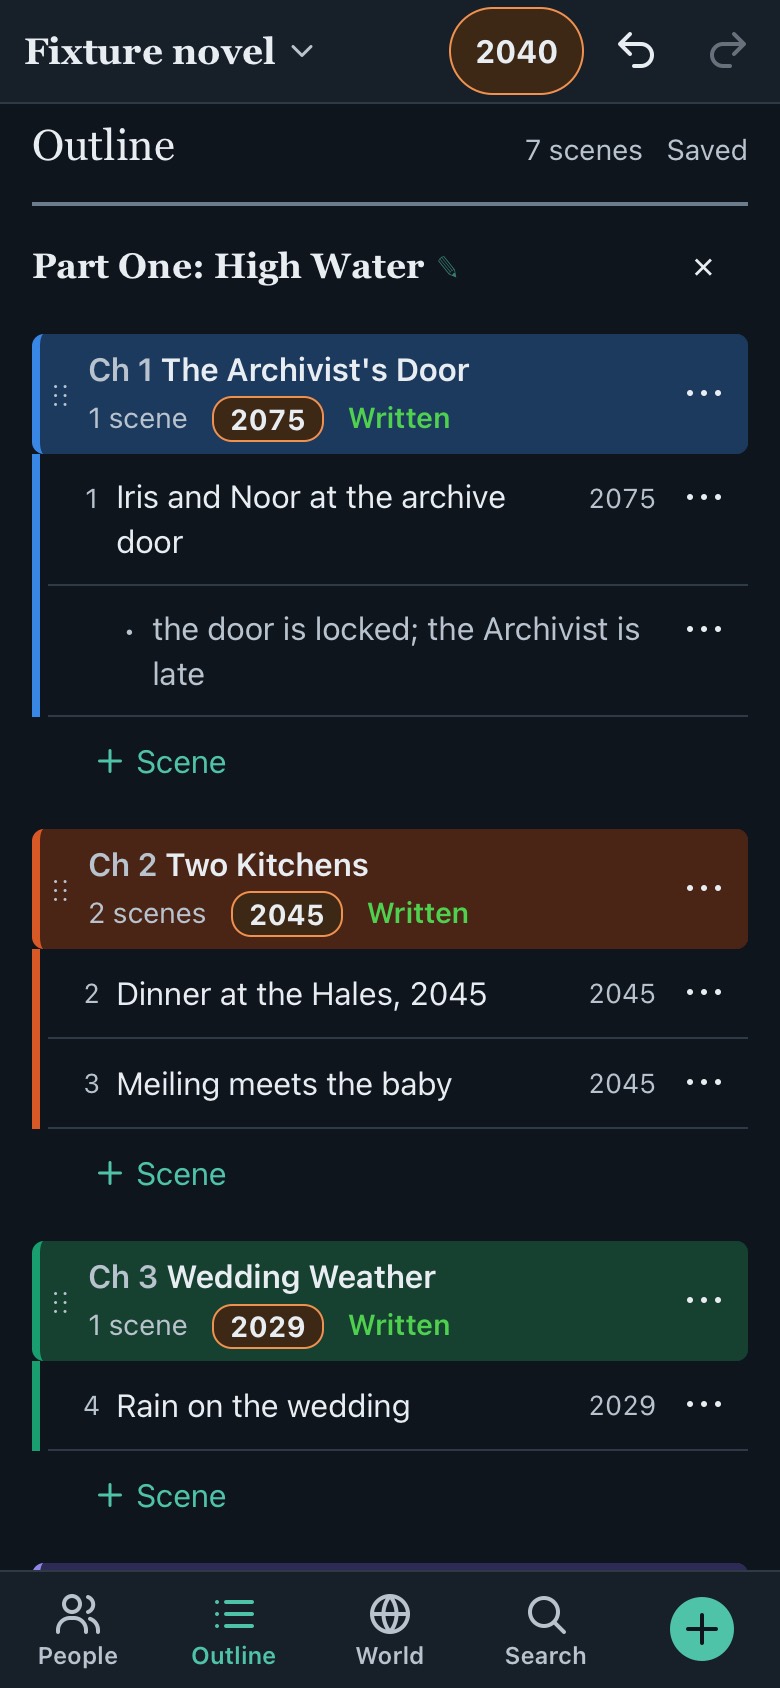 Fixture novel
2040
Outline
7 scenes Saved
Part One: High Water
Ch 1 The Archivist's Door
1 scene 2075 Written
1 Iris and Noor at the archive 2075
door
• the door is locked; the Archivist is
late
+ Scene
Ch 2 Two Kitchens
2 scenes 2045 Written
2 Dinner at the Hales, 2045 2045
3 Meiling meets the baby 2045
+ Scene
Ch 3 Wedding Weather
1 scene 2029 Written
4 Rain on the wedding 2029
+ Scene
People Outline World Search